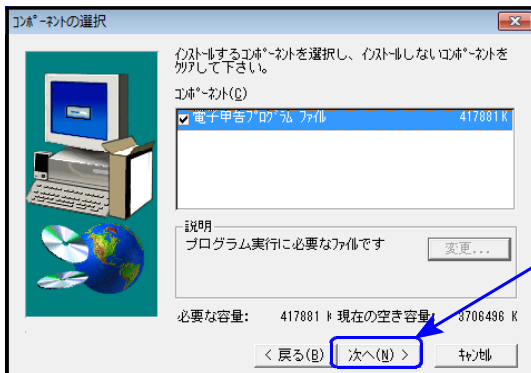 コンポーネントの選択
インストールするコンポーネントを選択し、インストールしないコンポーネントを
クリアして下さい。
コンポーネント(C)
電子申告プログラム ファイル 417881 K
説明
プログラム実行に必要なファイルです
変更...
必要な容量: 417881 K 現在の空き容量: 3706496 K
< 戻る(B) 次へ(N) > キャンセル